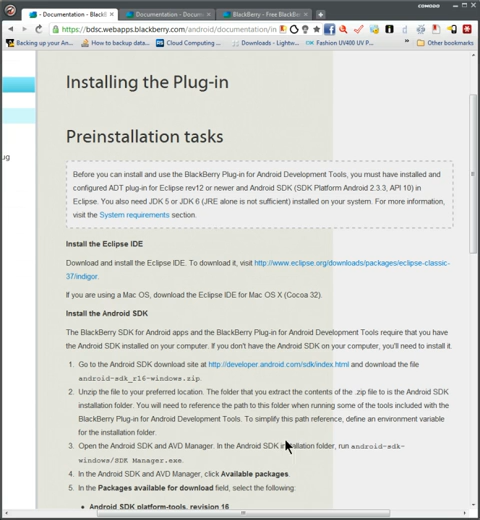 COMODO
- Documentation - BlackB
Documentation - Docum
BlackBerry - Free BlackB
https://bdsc.webapps.blackberry.com/android/documentation/in
Backing up your An...
How to backup data...
Cloud Computing ...
Downloads - Lightw...
Fashion UV400 UV P...
Other bookmarks
ug
Installing the Plug-in
Preinstallation tasks
Before you can install and use the BlackBerry Plug-in for Android Development Tools, you must have installed and
configured ADT plug-in for Eclipse rev12 or newer and Android SDK (SDK Platform Android 2.3.3, API 10) in
Eclipse. You also need JDK 5 or JDK 6 (JRE alone is not sufficient) installed on your system. For more information,
visit the System requirements section.
Install the Eclipse IDE
Download and install the Eclipse IDE. To download it, visit http://www.eclipse.org/downloads/packages/eclipse-classic-
37/indigor.
If you are using a Mac OS, download the Eclipse IDE for Mac OS X (Cocoa 32).
Install the Android SDK
The BlackBerry SDK for Android apps and the BlackBerry Plug-in for Android Development Tools require that you have
the Android SDK installed on your computer. If you don't have the Android SDK on your computer, you'll need to install it.
1. Go to the Android SDK download site at http://developer.android.com/sdk/index.html and download the file
android-sdk_r16-windows.zip.
2. Unzip the file to your preferred location. The folder that you extract the contents of the .zip file to is the Android SDK
installation folder. You will need to reference the path to this folder when running some of the tools included with the
BlackBerry Plug-in for Android Development Tools. To simplify this path reference, define an environment variable
for the installation folder.
3. Open the Android SDK and AVD Manager. In the Android SDK installation folder, run android-sdk-
windows/SDK Manager.exe.
4. In the Android SDK and AVD Manager, click Available packages.
5. In the Packages available for download field, select the following:
• Android SDK platform-tools, revision 16